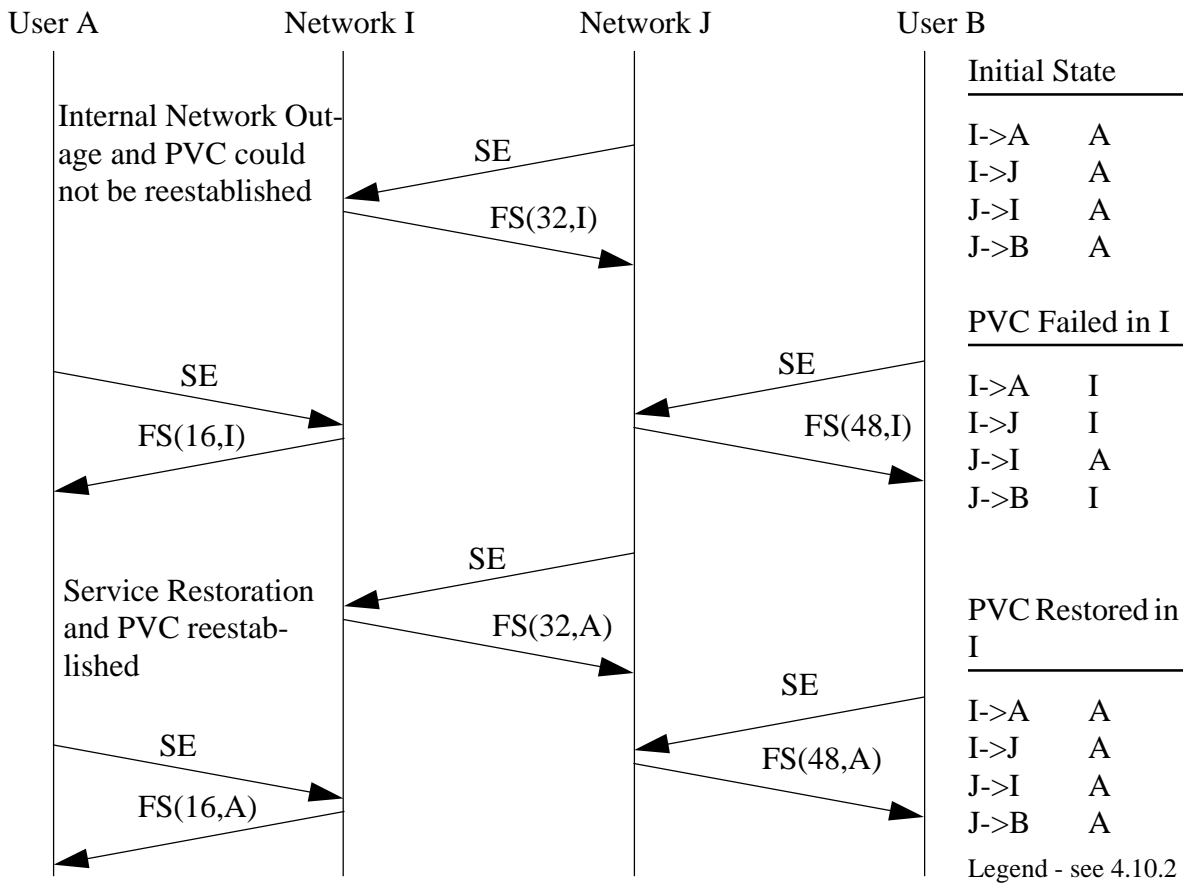 User A
Network I
Network J
User B
Internal Network Out-
age and PVC could
not be reestablished
SE
FS(32,I)
SE
FS(16,I)
SE
FS(48,I)
Service Restoration
and PVC reestab-
lished
SE
FS(32,A)
SE
FS(48,A)
SE
FS(16,A)
Initial State
I->A A
I->J A
J->I A
J->B A
PVC Failed in I
I->A I
I->J I
J->I A
J->B I
PVC Restored in
I
I->A A
I->J A
J->I A
J->B A
Legend - see 4.10.2